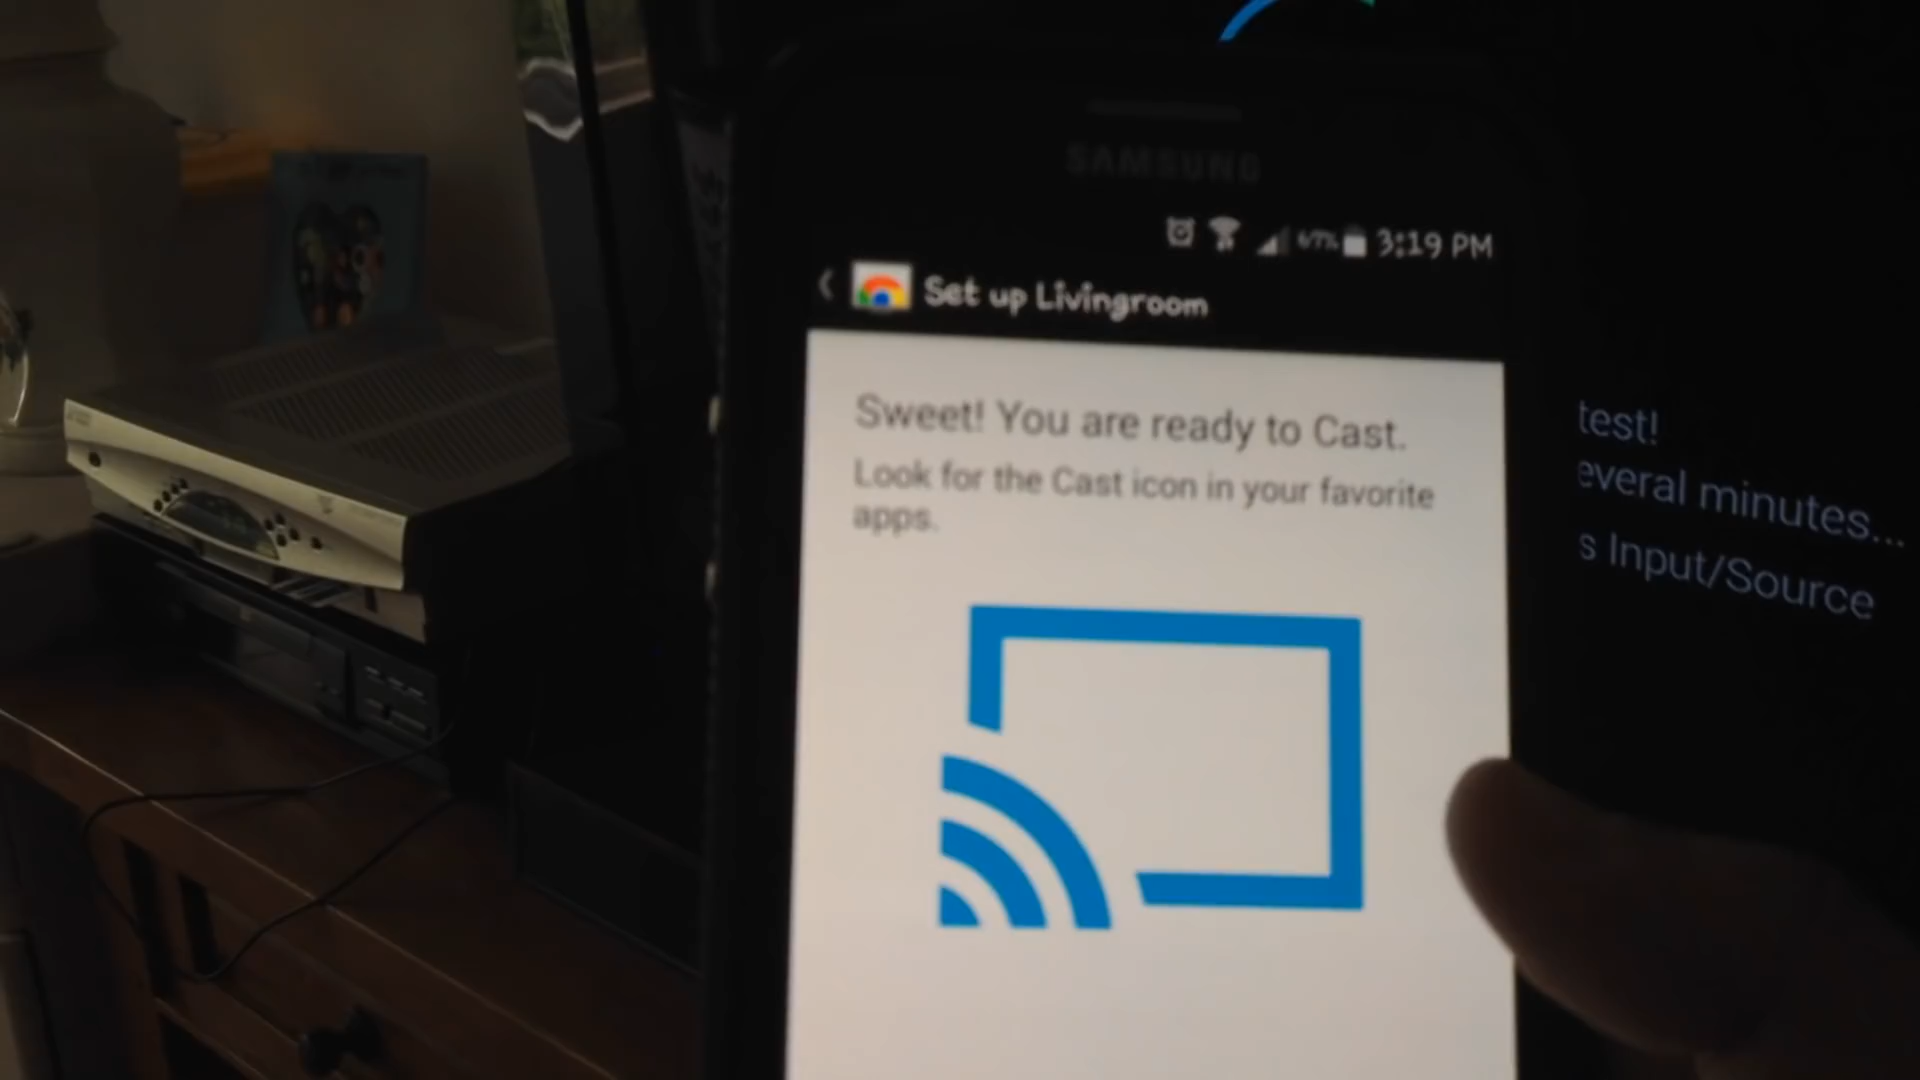 SAMSUNG
67% 3:19 PM
Set up Livingroom
Sweet! You are ready to Cast.
Look for the Cast icon in your favorite
apps.
test!
everal minutes...
s Input/Source